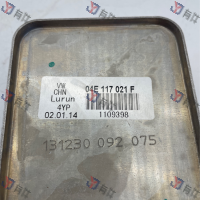 VW 04E 117 021 F
CHN
Lurun
4YP
02.01.14 1109398
131230 092 075